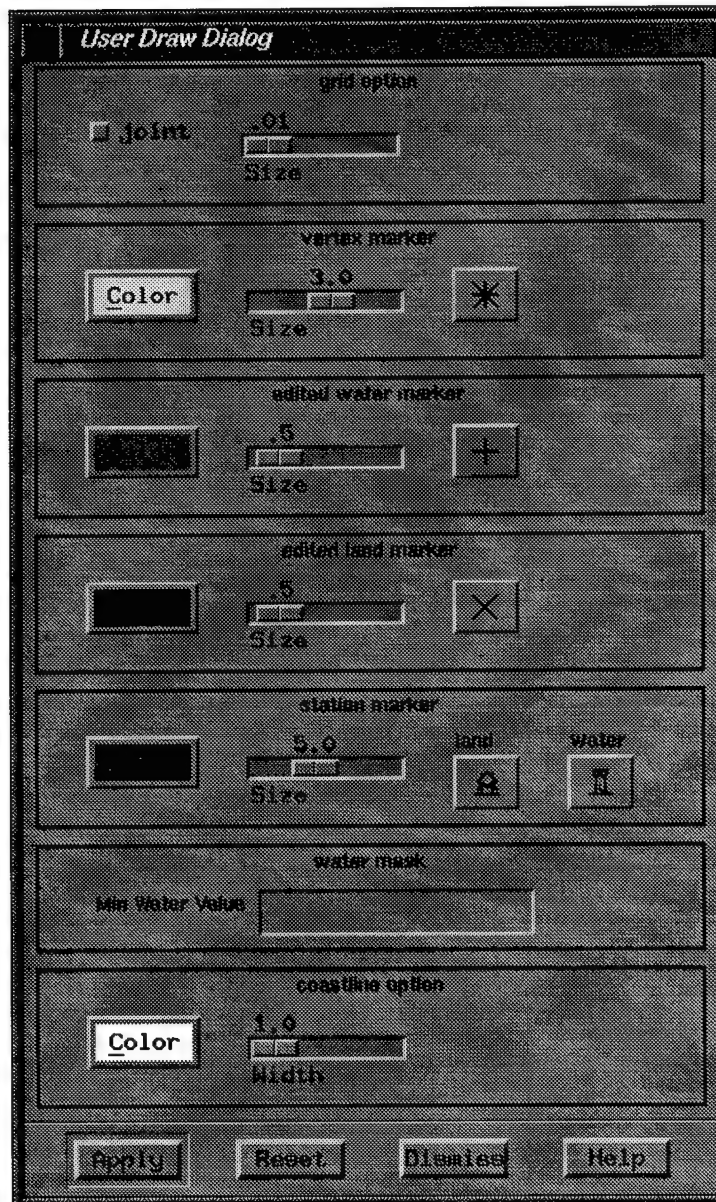 User Draw Dialog
grid option
joint .01
Size
vertex marker
Color 3.0
Size
edited water marker
.5
Size
edited land marker
.5
Size
station marker
5.0 land water
Size
water mask
Min Water Value
coastline option
Color 1.0
Width
Apply Reset Dismiss Help